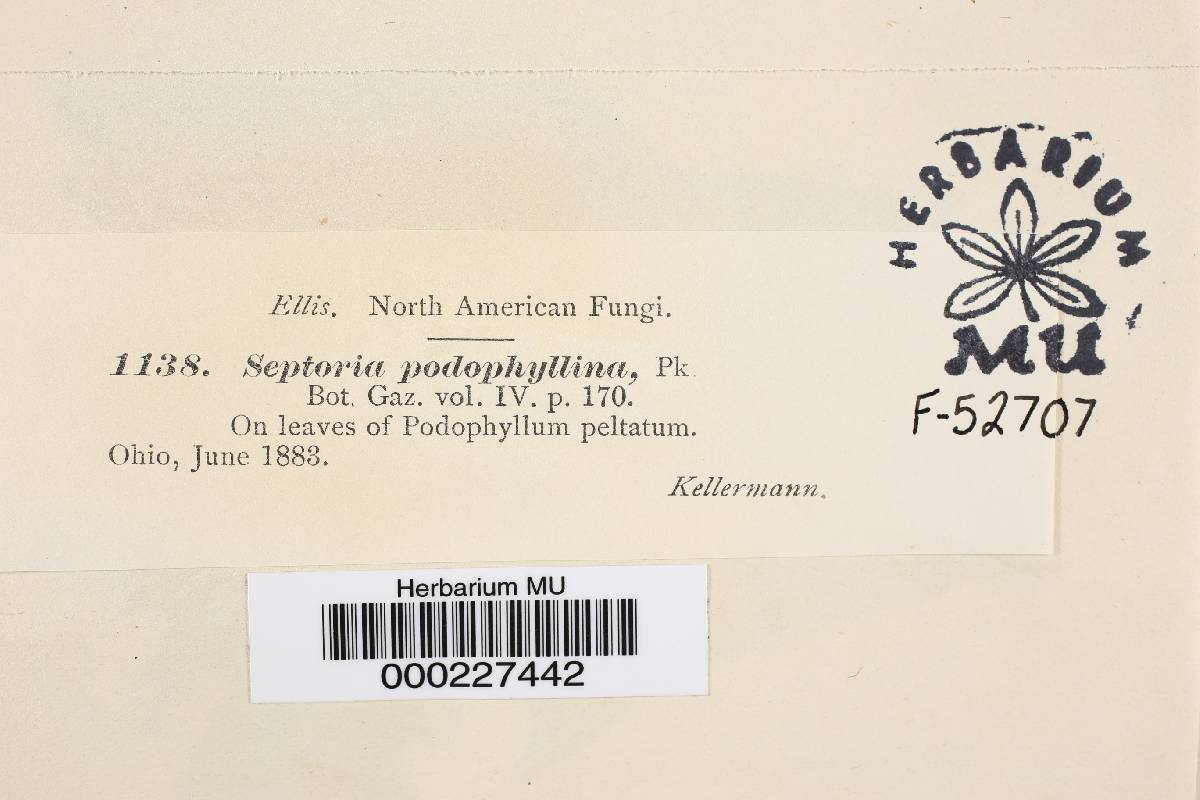 HERBARIUM
MU
F-52707
Ellis. North American Fungi.
1138. Septoria podophyllina, Pk.
Bot. Gaz. vol. IV. p. 170.
On leaves of Podophyllum peltatum.
Ohio, June 1883.
Kellermann.
Herbarium MU
000227442